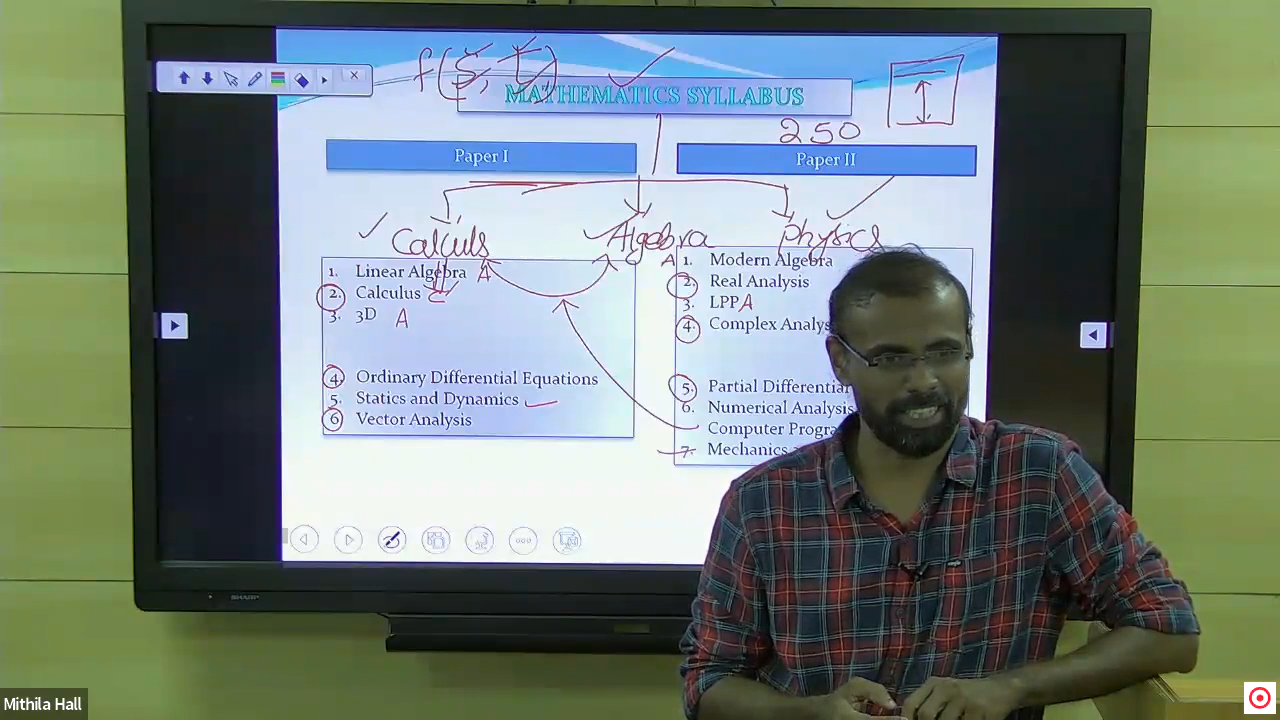 f(s, t)
MATHEMATICS SYLLABUS
250
Paper I
Paper II
Calculs
Algebra
Physics
1. Linear Algebra A
2. Calculus C
3. 3D A
4. Ordinary Differential Equations
5. Statics and Dynamics
6 Vector Analysis
A 1. Modern Algebra
2. Real Analysis
3. LPP A
4. Complex Analys
5. Partial Differential
6. Numerical Analysis
Computer Progra
7. Mechanics
SHARP
Mithila Hall